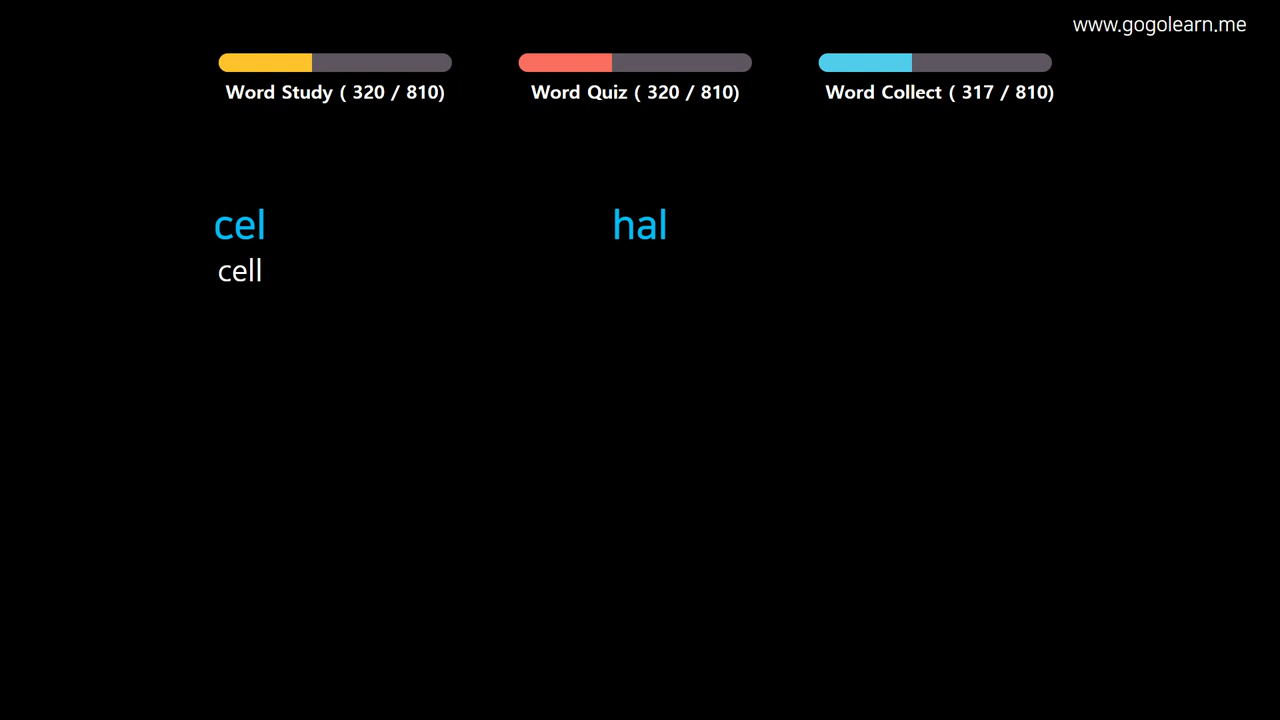 www.gogolearn.me
Word Study ( 320 / 810)
Word Quiz ( 320 / 810)
Word Collect ( 317 / 810)
cel
hal
cell